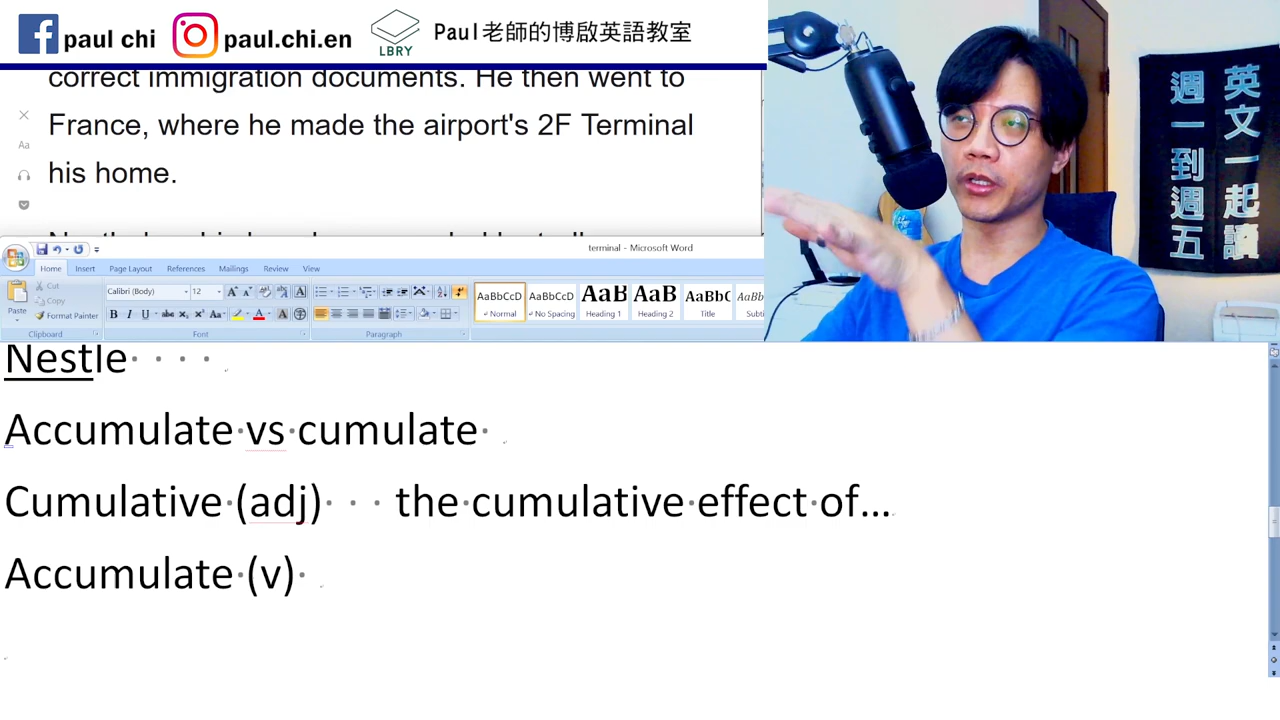 paul chi
paul.chi.en
LBRY
Paul老師的博啟英語教室
correct immigration documents. He then went to
France, where he made the airport's 2F Terminal
his home.
Aa
terminal - Microsoft Word
Home Insert Page Layout References Mailings Review View
Paste
Cut
Copy
Format Painter
Calibri (Body) 12
AaBbCcD AaBbCcD AaBb AaB AaBbC AaBb
Normal No Spacing Heading 1 Heading 2 Title Subti
Clipboard Font Paragraph
Nestle
Accumulate vs cumulate
Cumulative (adj) the cumulative effect of...
Accumulate (v)
英文一起讀
週一到週五